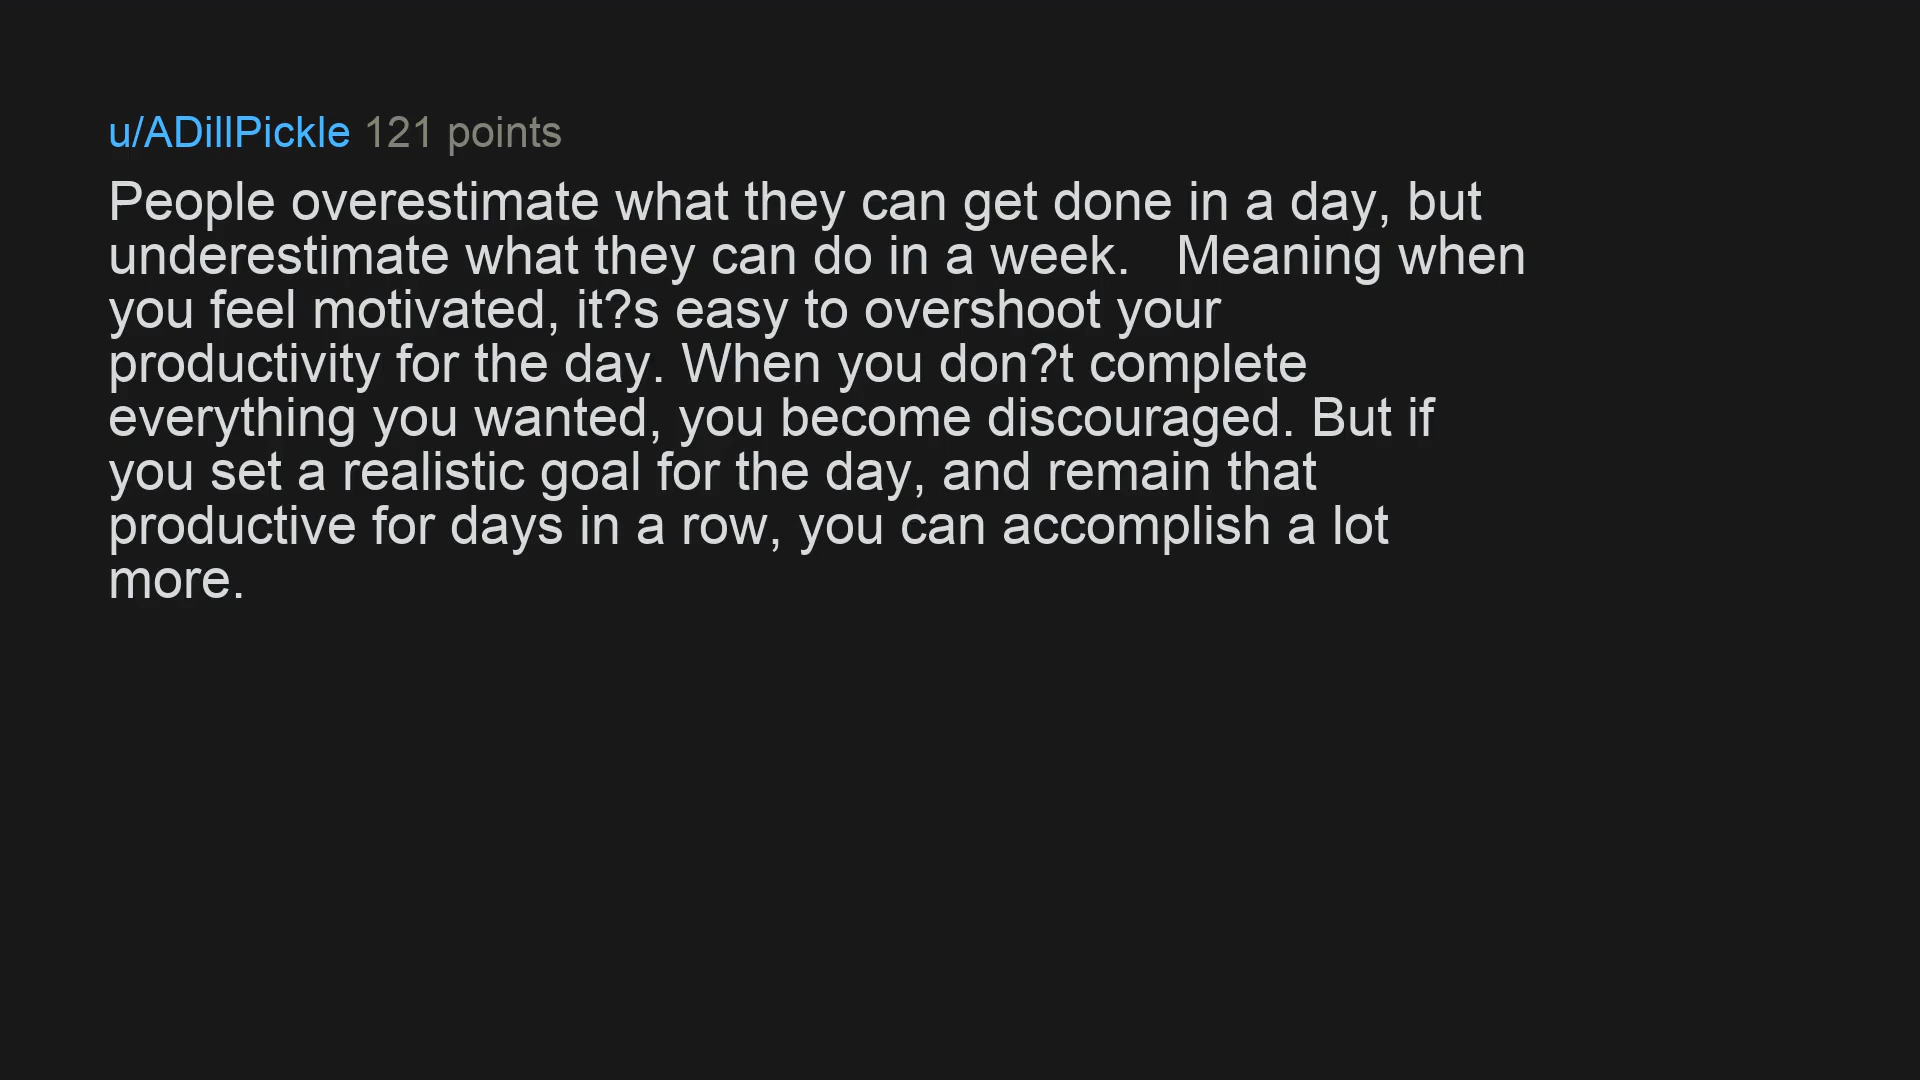 u/ADillPickle 121 points
People overestimate what they can get done in a day, but
underestimate what they can do in a week.   Meaning when
you feel motivated, it?s easy to overshoot your
productivity for the day. When you don?t complete
everything you wanted, you become discouraged. But if
you set a realistic goal for the day, and remain that
productive for days in a row, you can accomplish a lot
more.